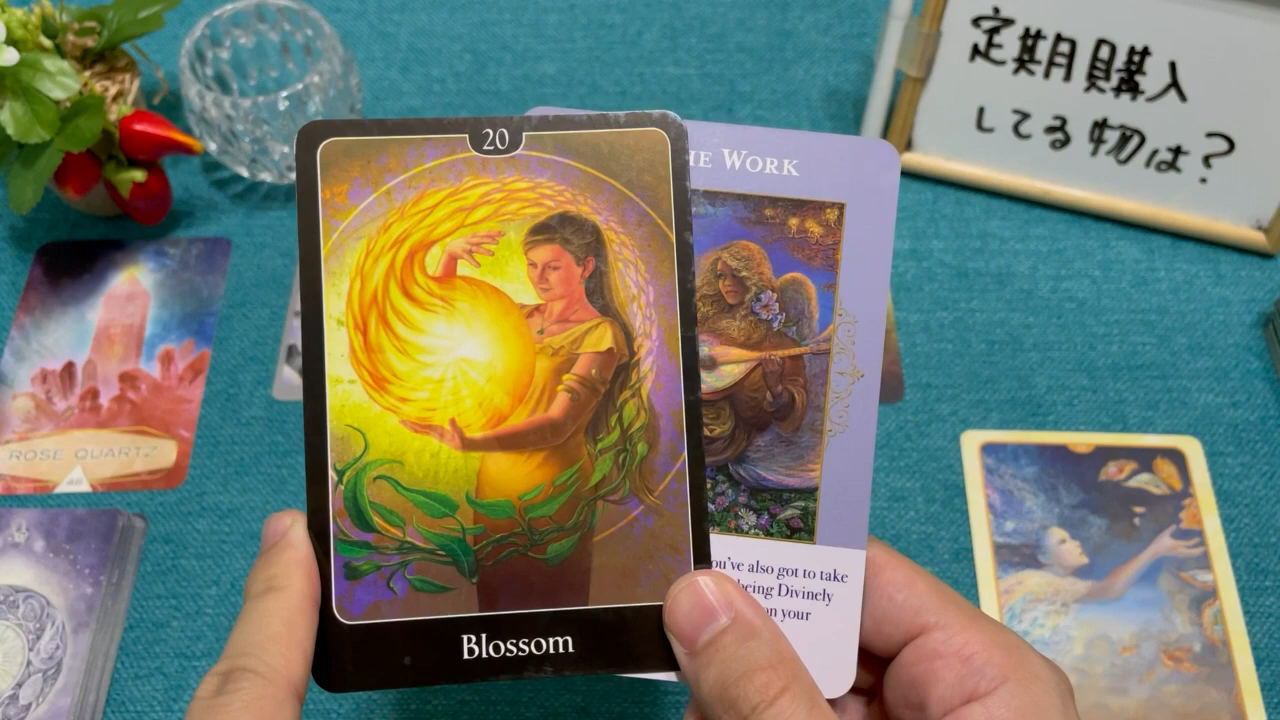 定期購入
してる物は?
20
Blossom
HE WORK
ou've also got to take
being Divinely
on your
ROSE QUARTZ
48